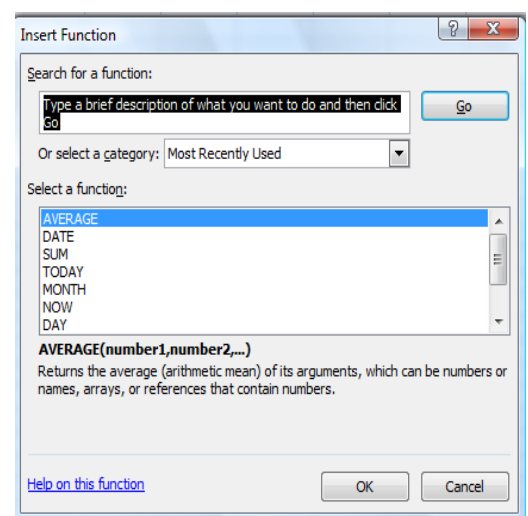 Insert Function
Search for a function:
Type a brief description of what you want to do and then click
Go
Go
Or select a category: Most Recently Used
Select a function:
AVERAGE
DATE
SUM
TODAY
MONTH
NOW
DAY
AVERAGE(number1,number2,...)
Returns the average (arithmetic mean) of its arguments, which can be numbers or
names, arrays, or references that contain numbers.
Help on this function
OK
Cancel